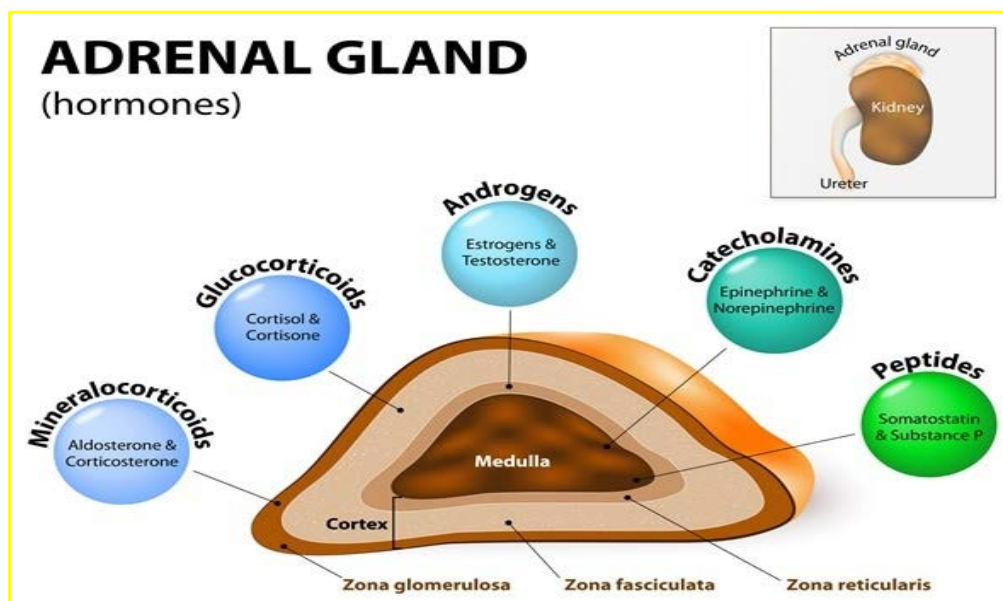 ADRENAL GLAND
(hormones)
Adrenal gland
Kidney
Ureter
Androgens
Estrogens &
Testosterone
Glucocorticoids
Cortisol &
Cortisone
Catecholamines
Epinephrine &
Norepinephrine
Mineralocorticoids
Aldosterone &
Corticosterone
Peptides
Somatostatin
& Substance P
Medulla
Cortex
Zona glomerulosa
Zona fasciculata
Zona reticularis